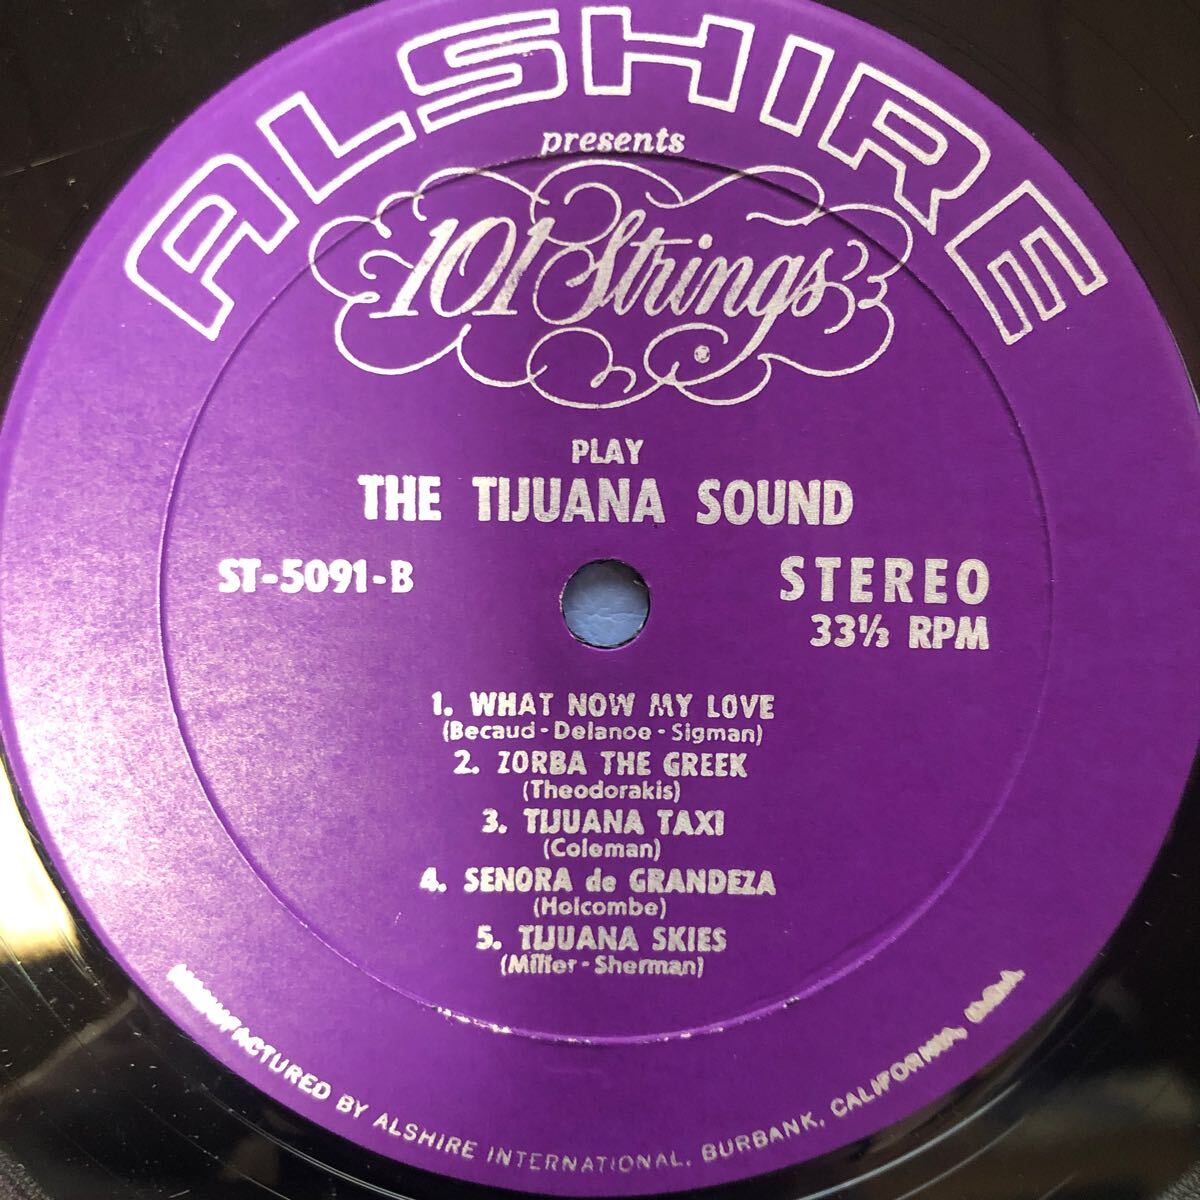 ALSHIRE
presents
101 Strings
®
PLAY
THE TIJUANA SOUND
ST-5091-B
STEREO
33⅓ RPM
1. WHAT NOW MY LOVE
(Becaud-Delanoe-Sigman)
2. ZORBA THE GREEK
(Theodorakis)
3. TIJUANA TAXI
(Coleman)
4. SENORA de GRANDEZA
(Holcombe)
5. TIJUANA SKIES
(Miller-Sherman)
MANUFACTURED BY ALSHIRE INTERNATIONAL, BURBANK, CALIFORNIA, U.S.A.